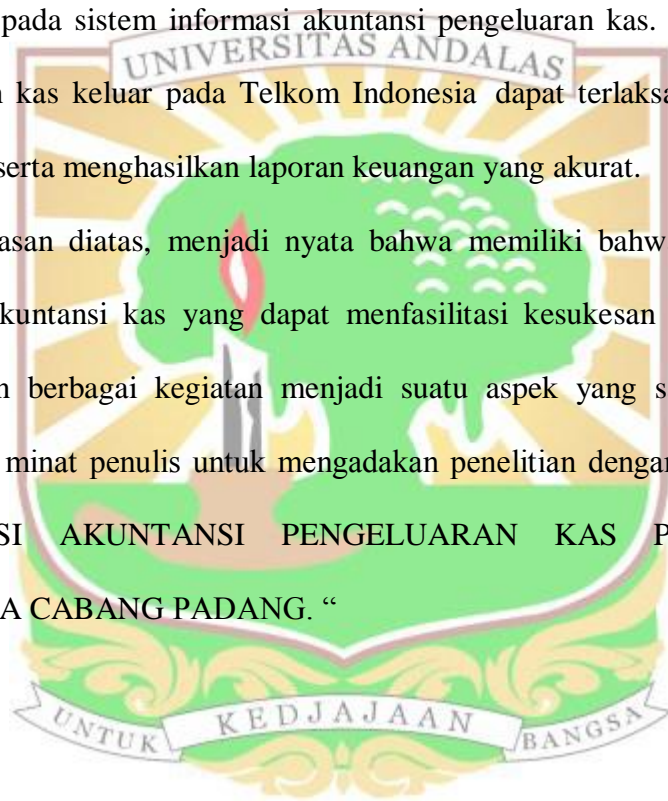 pada sistem informasi akuntansi pengeluaran kas.
UNIVERSITAS ANDALAS
kas keluar pada Telkom Indonesia dapat terlaksa
serta menghasilkan laporan keuangan yang akurat.
asan diatas, menjadi nyata bahwa memiliki bahw
kuntansi kas yang dapat menfasilitasi kesuksesan
berbagai kegiatan menjadi suatu aspek yang s
minat penulis untuk mengadakan penelitian dengan
SI AKUNTANSI PENGELUARAN KAS P
A CABANG PADANG. “
UNTUK KEDJAJAAN BANGSA